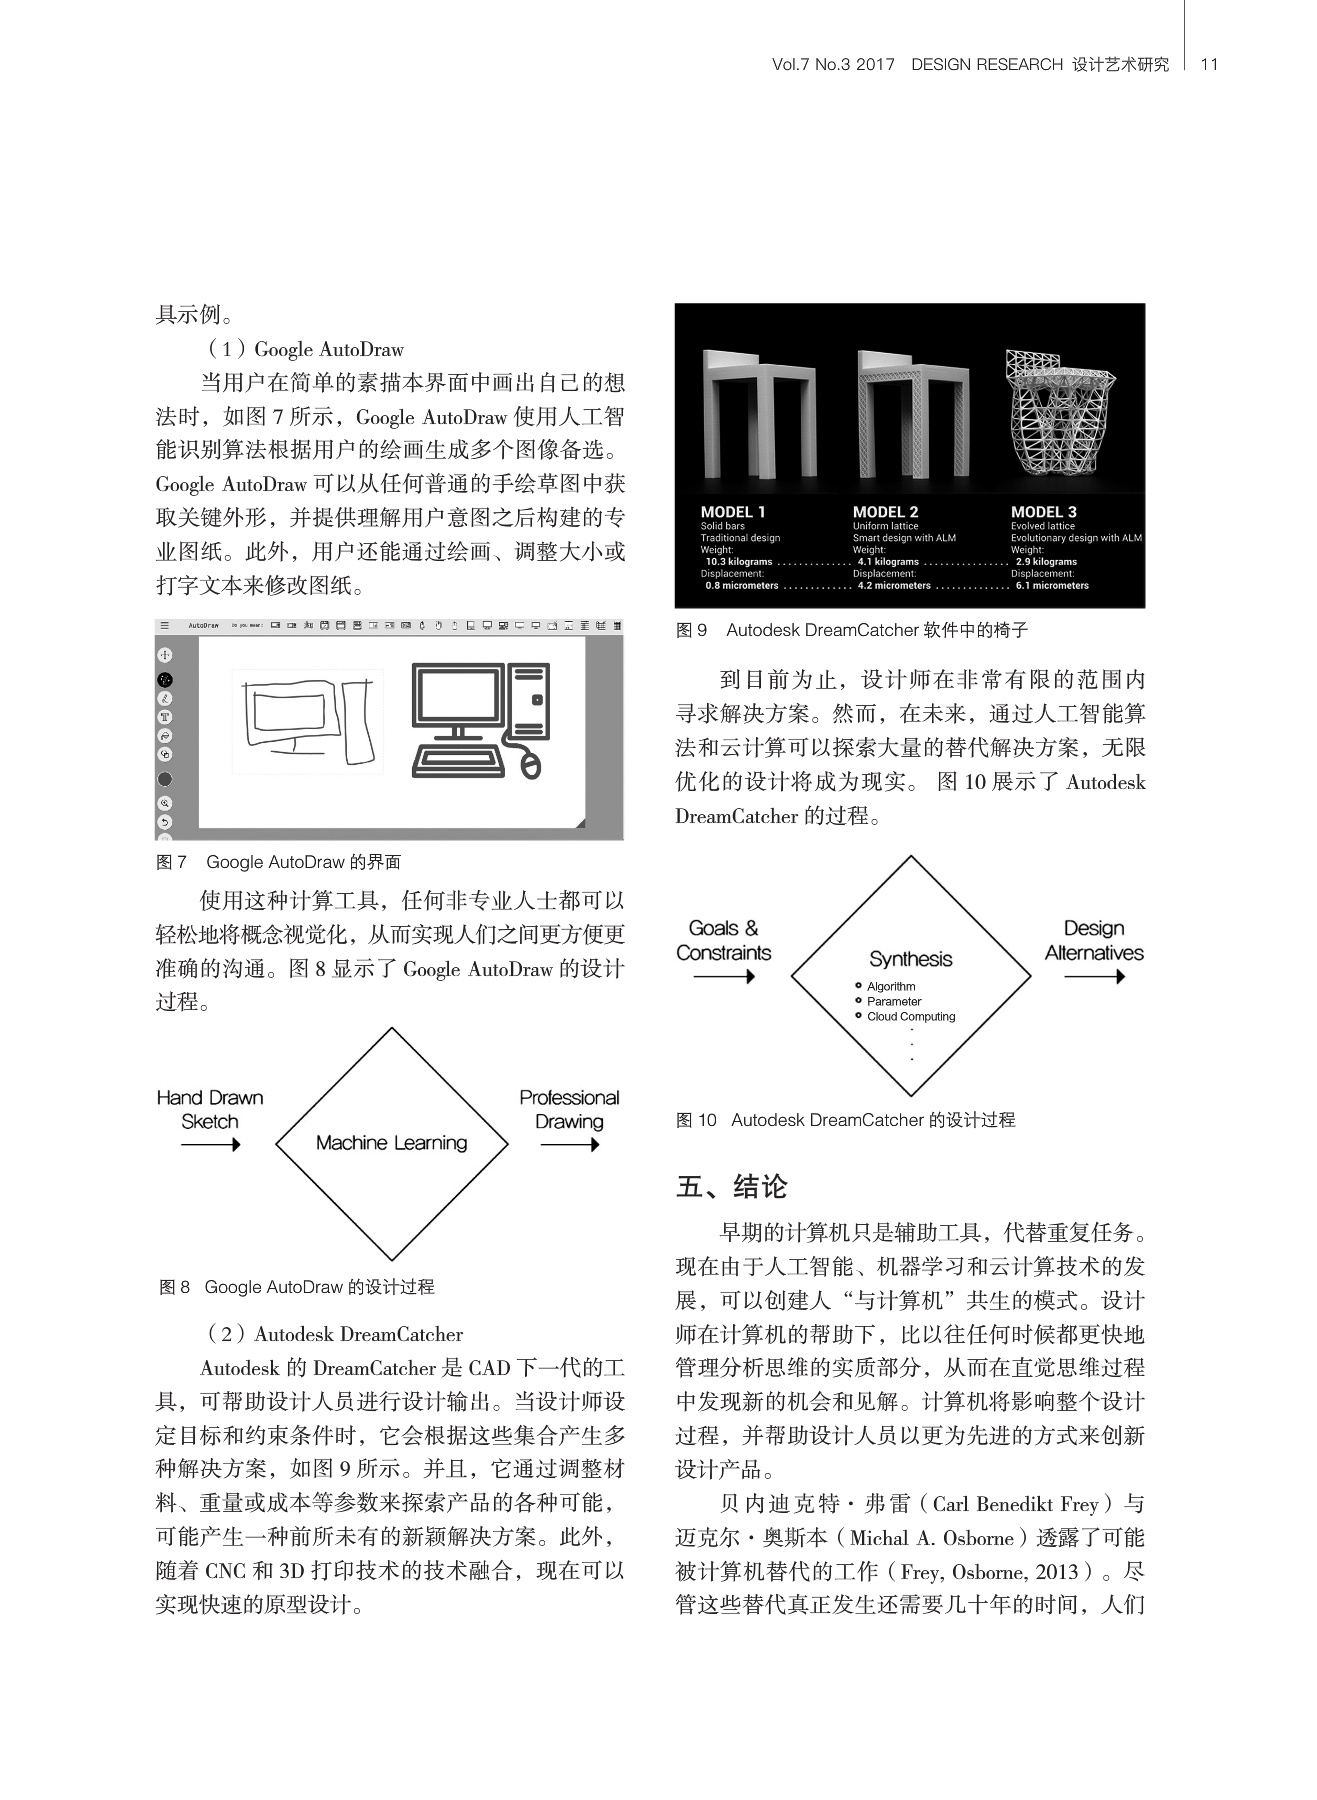 Vol.7 No.3 2017 DESIGN RESEARCH 设计艺术研究 11
具示例。
（1）Google AutoDraw
当用户在简单的素描本界面中画出自己的想
法时，如图 7 所示，Google AutoDraw 使用人工智
能识别算法根据用户的绘画生成多个图像备选。
Google AutoDraw 可以从任何普通的手绘草图中获
取关键外形，并提供理解用户意图之后构建的专
业图纸。此外，用户还能通过绘画、调整大小或
打字文本来修改图纸。
AutoDraw Do you mean:
图 7 Google AutoDraw 的界面
使用这种计算工具，任何非专业人士都可以
轻松地将概念视觉化，从而实现人们之间更方便更
准确的沟通。图 8 显示了 Google AutoDraw 的设计
过程。
Hand Drawn
Sketch
Machine Learning
Professional
Drawing
图 8 Google AutoDraw 的设计过程
（2）Autodesk DreamCatcher
Autodesk 的 DreamCatcher 是 CAD 下一代的工
具，可帮助设计人员进行设计输出。当设计师设
定目标和约束条件时，它会根据这些集合产生多
种解决方案，如图 9 所示。并且，它通过调整材
料、重量或成本等参数来探索产品的各种可能，
可能产生一种前所未有的新颖解决方案。此外，
随着 CNC 和 3D 打印技术的技术融合，现在可以
实现快速的原型设计。
MODEL 1
Solid bars
Traditional design
Weight:
10.3 kilograms
Displacement:
0.8 micrometers
MODEL 2
Uniform lattice
Smart design with ALM
Weight:
4.1 kilograms
Displacement:
4.2 micrometers
MODEL 3
Evolved lattice
Evolutionary design with ALM
Weight:
2.9 kilograms
Displacement:
6.1 micrometers
图 9 Autodesk DreamCatcher 软件中的椅子
到目前为止，设计师在非常有限的范围内
寻求解决方案。然而，在未来，通过人工智能算
法和云计算可以探索大量的替代解决方案，无限
优化的设计将成为现实。 图 10 展示了 Autodesk
DreamCatcher 的过程。
Goals &
Constraints
Synthesis
Algorithm
Parameter
Cloud Computing
Design
Alternatives
图 10 Autodesk DreamCatcher 的设计过程
五、结论
早期的计算机只是辅助工具，代替重复任务。
现在由于人工智能、机器学习和云计算技术的发
展，可以创建人“与计算机”共生的模式。设计
师在计算机的帮助下，比以往任何时候都更快地
管理分析思维的实质部分，从而在直觉思维过程
中发现新的机会和见解。计算机将影响整个设计
过程，并帮助设计人员以更为先进的方式来创新
设计产品。
贝内迪克特・弗雷（Carl Benedikt Frey）与
迈克尔・奥斯本（Michal A. Osborne）透露了可能
被计算机替代的工作（Frey, Osborne, 2013）。尽
管这些替代真正发生还需要几十年的时间，人们